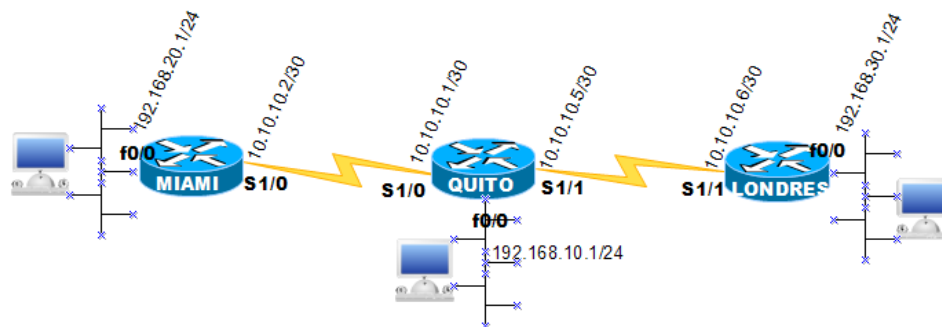 192.168.20.1/24
f0/0
MIAMI
10.10.10.2/30
S1/0
10.10.10.1/30
S1/0
QUITO
10.10.10.5/30
S1/1
f0/0
192.168.10.1/24
10.10.10.6/30
S1/1
LONDRES
f0/0
192.168.30.1/24